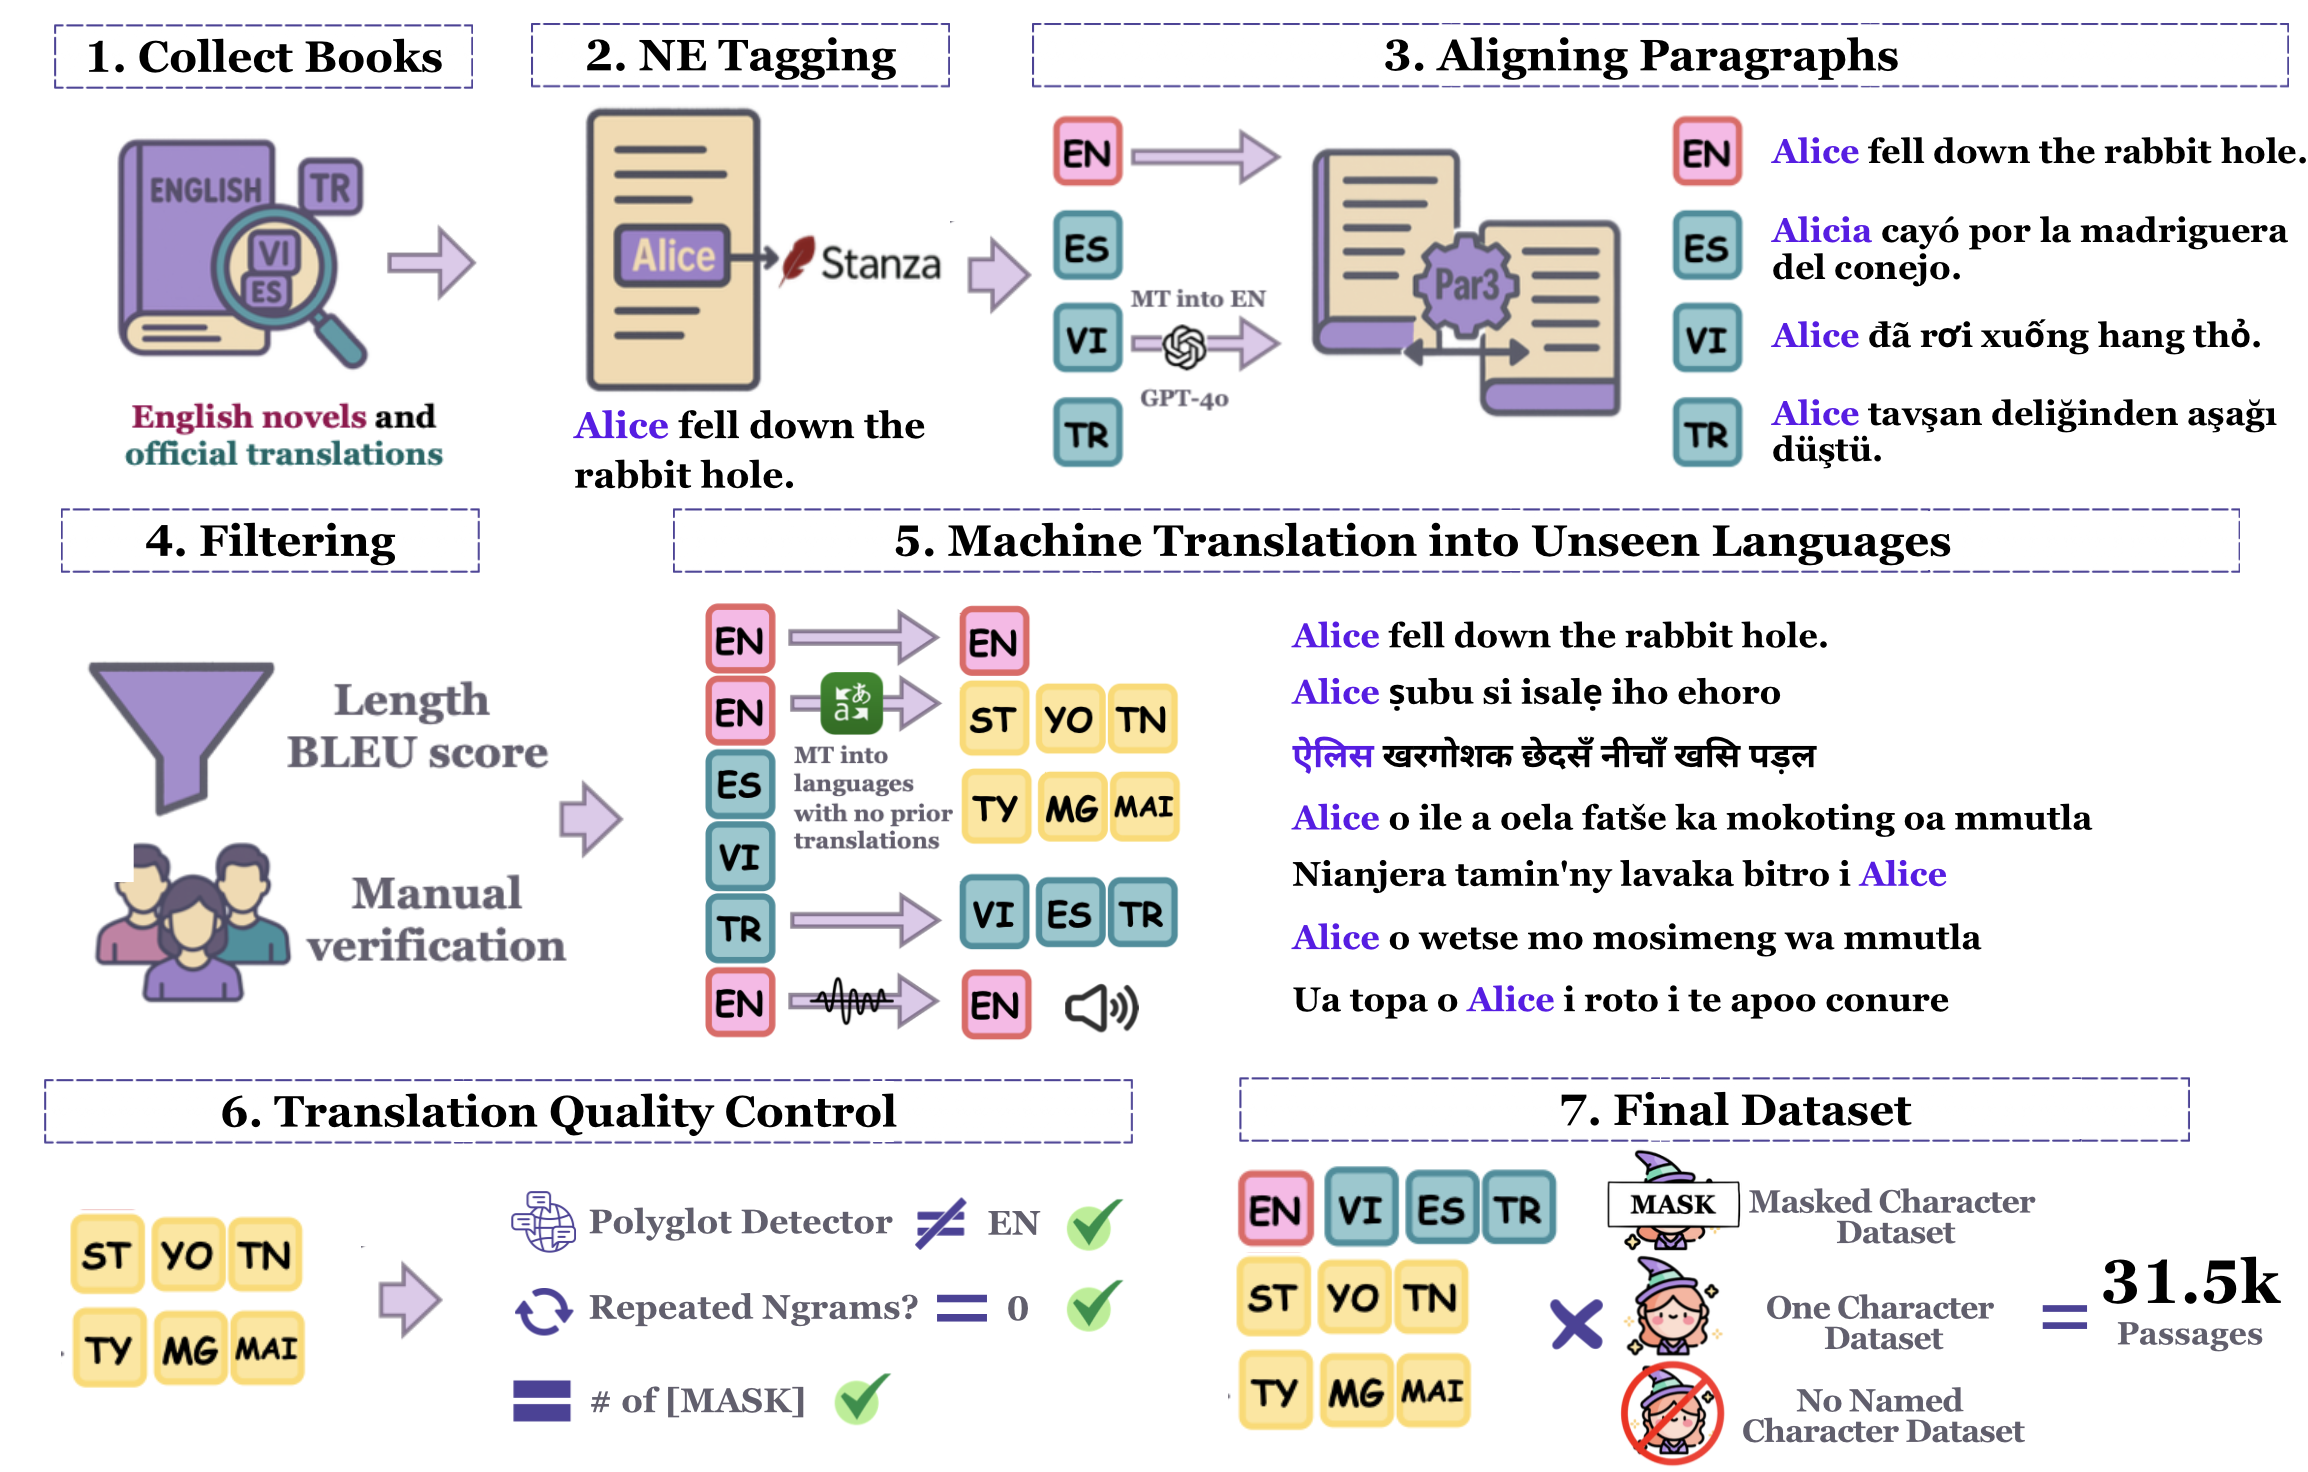 1. Collect Books
ENGLISH
TR
VI
ES
English novels and
official translations
2. NE Tagging
Alice
Stanza
Alice fell down the
rabbit hole.
3. Aligning Paragraphs
EN
ES
VI
TR
MT into EN
GPT-4o
Par3
EN
Alice fell down the rabbit hole.
ES
Alicia cayó por la madriguera
del conejo.
VI
Alice đã rơi xuống hang thỏ.
TR
Alice tavşan deliğinden aşağı
düştü.
4. Filtering
Length
BLEU score
Manual
verification
5. Machine Translation into Unseen Languages
EN
EN
ES
VI
TR
EN
あ
a
MT into
languages
with no prior
translations
EN
ST YO TN
TY MG MAI
VI ES TR
EN
Alice fell down the rabbit hole.
Alice ṣubu si isalẹ iho ehoro
ऐलिस खरगोशक छेदसँ नीचाँ खसि पड़ल
Alice o ile a oela fatše ka mokoting oa mmutla
Nianjera tamin'ny lavaka bitro i Alice
Alice o wetse mo mosimeng wa mmutla
Ua topa o Alice i roto i te apoo conure
6. Translation Quality Control
ST YO TN
TY MG MAI
Polyglot Detector ≠ EN
Repeated Ngrams? = 0
= # of [MASK]
7. Final Dataset
EN VI ES TR
ST YO TN
TY MG MAI
×
MASK
Masked Character
Dataset
One Character
Dataset
No Named
Character Dataset
=
31.5k
Passages